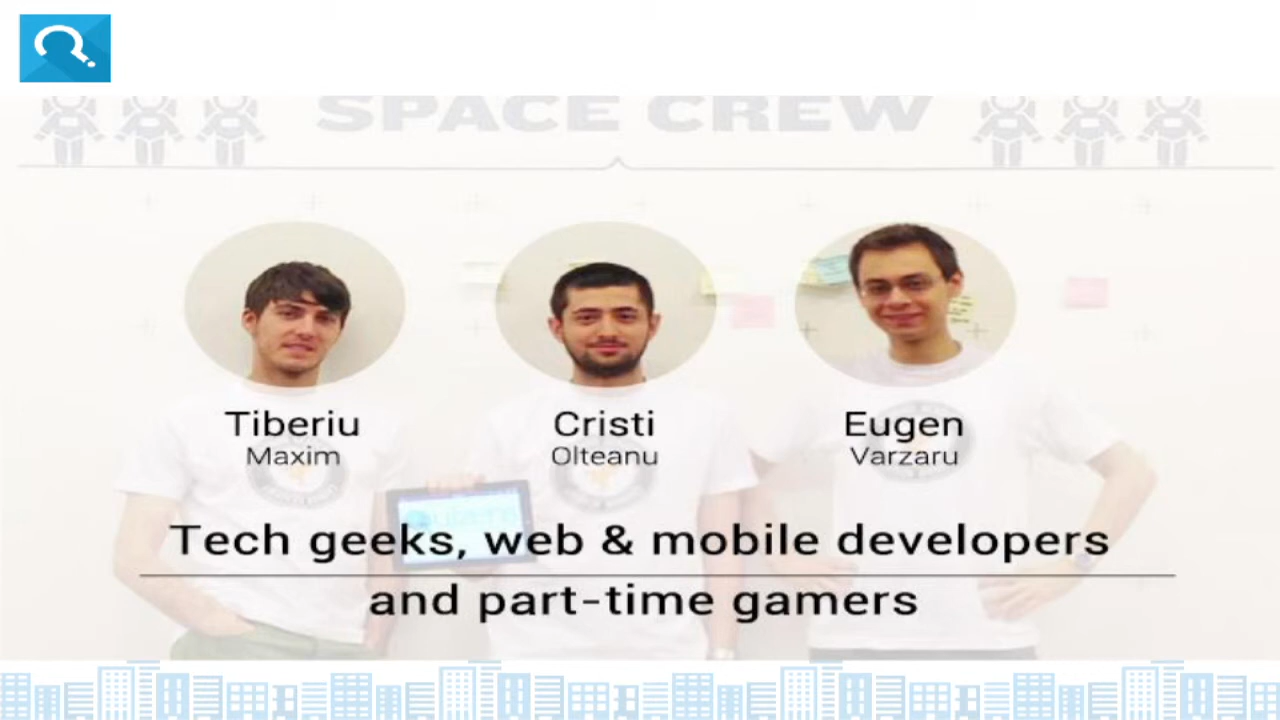 SPACE CREW
Tiberiu Cristi Eugen
Maxim Olteanu Varzaru
Tech geeks, web & mobile developers
and part-time gamers